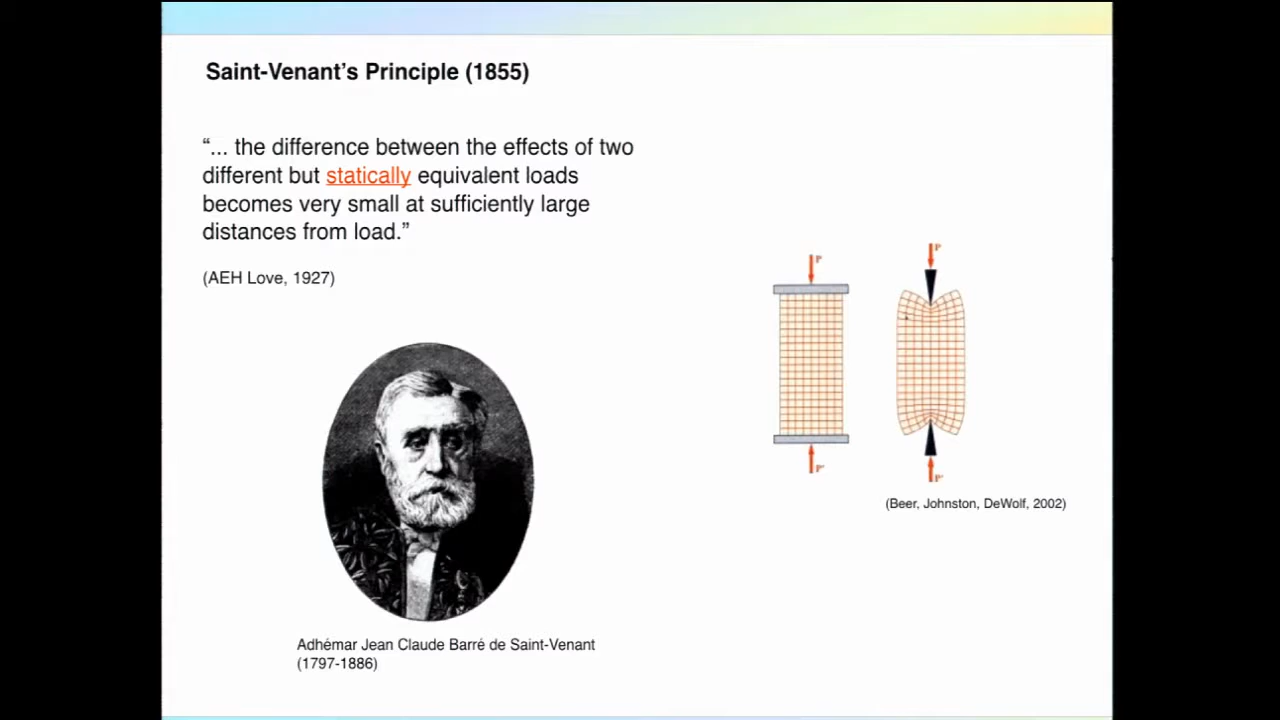 Saint-Venant's Principle (1855)
“... the difference between the effects of two
different but statically equivalent loads
becomes very small at sufficiently large
distances from load.”
(AEH Love, 1927)
P
P
P'
P'
(Beer, Johnston, DeWolf, 2002)
Adhémar Jean Claude Barré de Saint-Venant
(1797-1886)